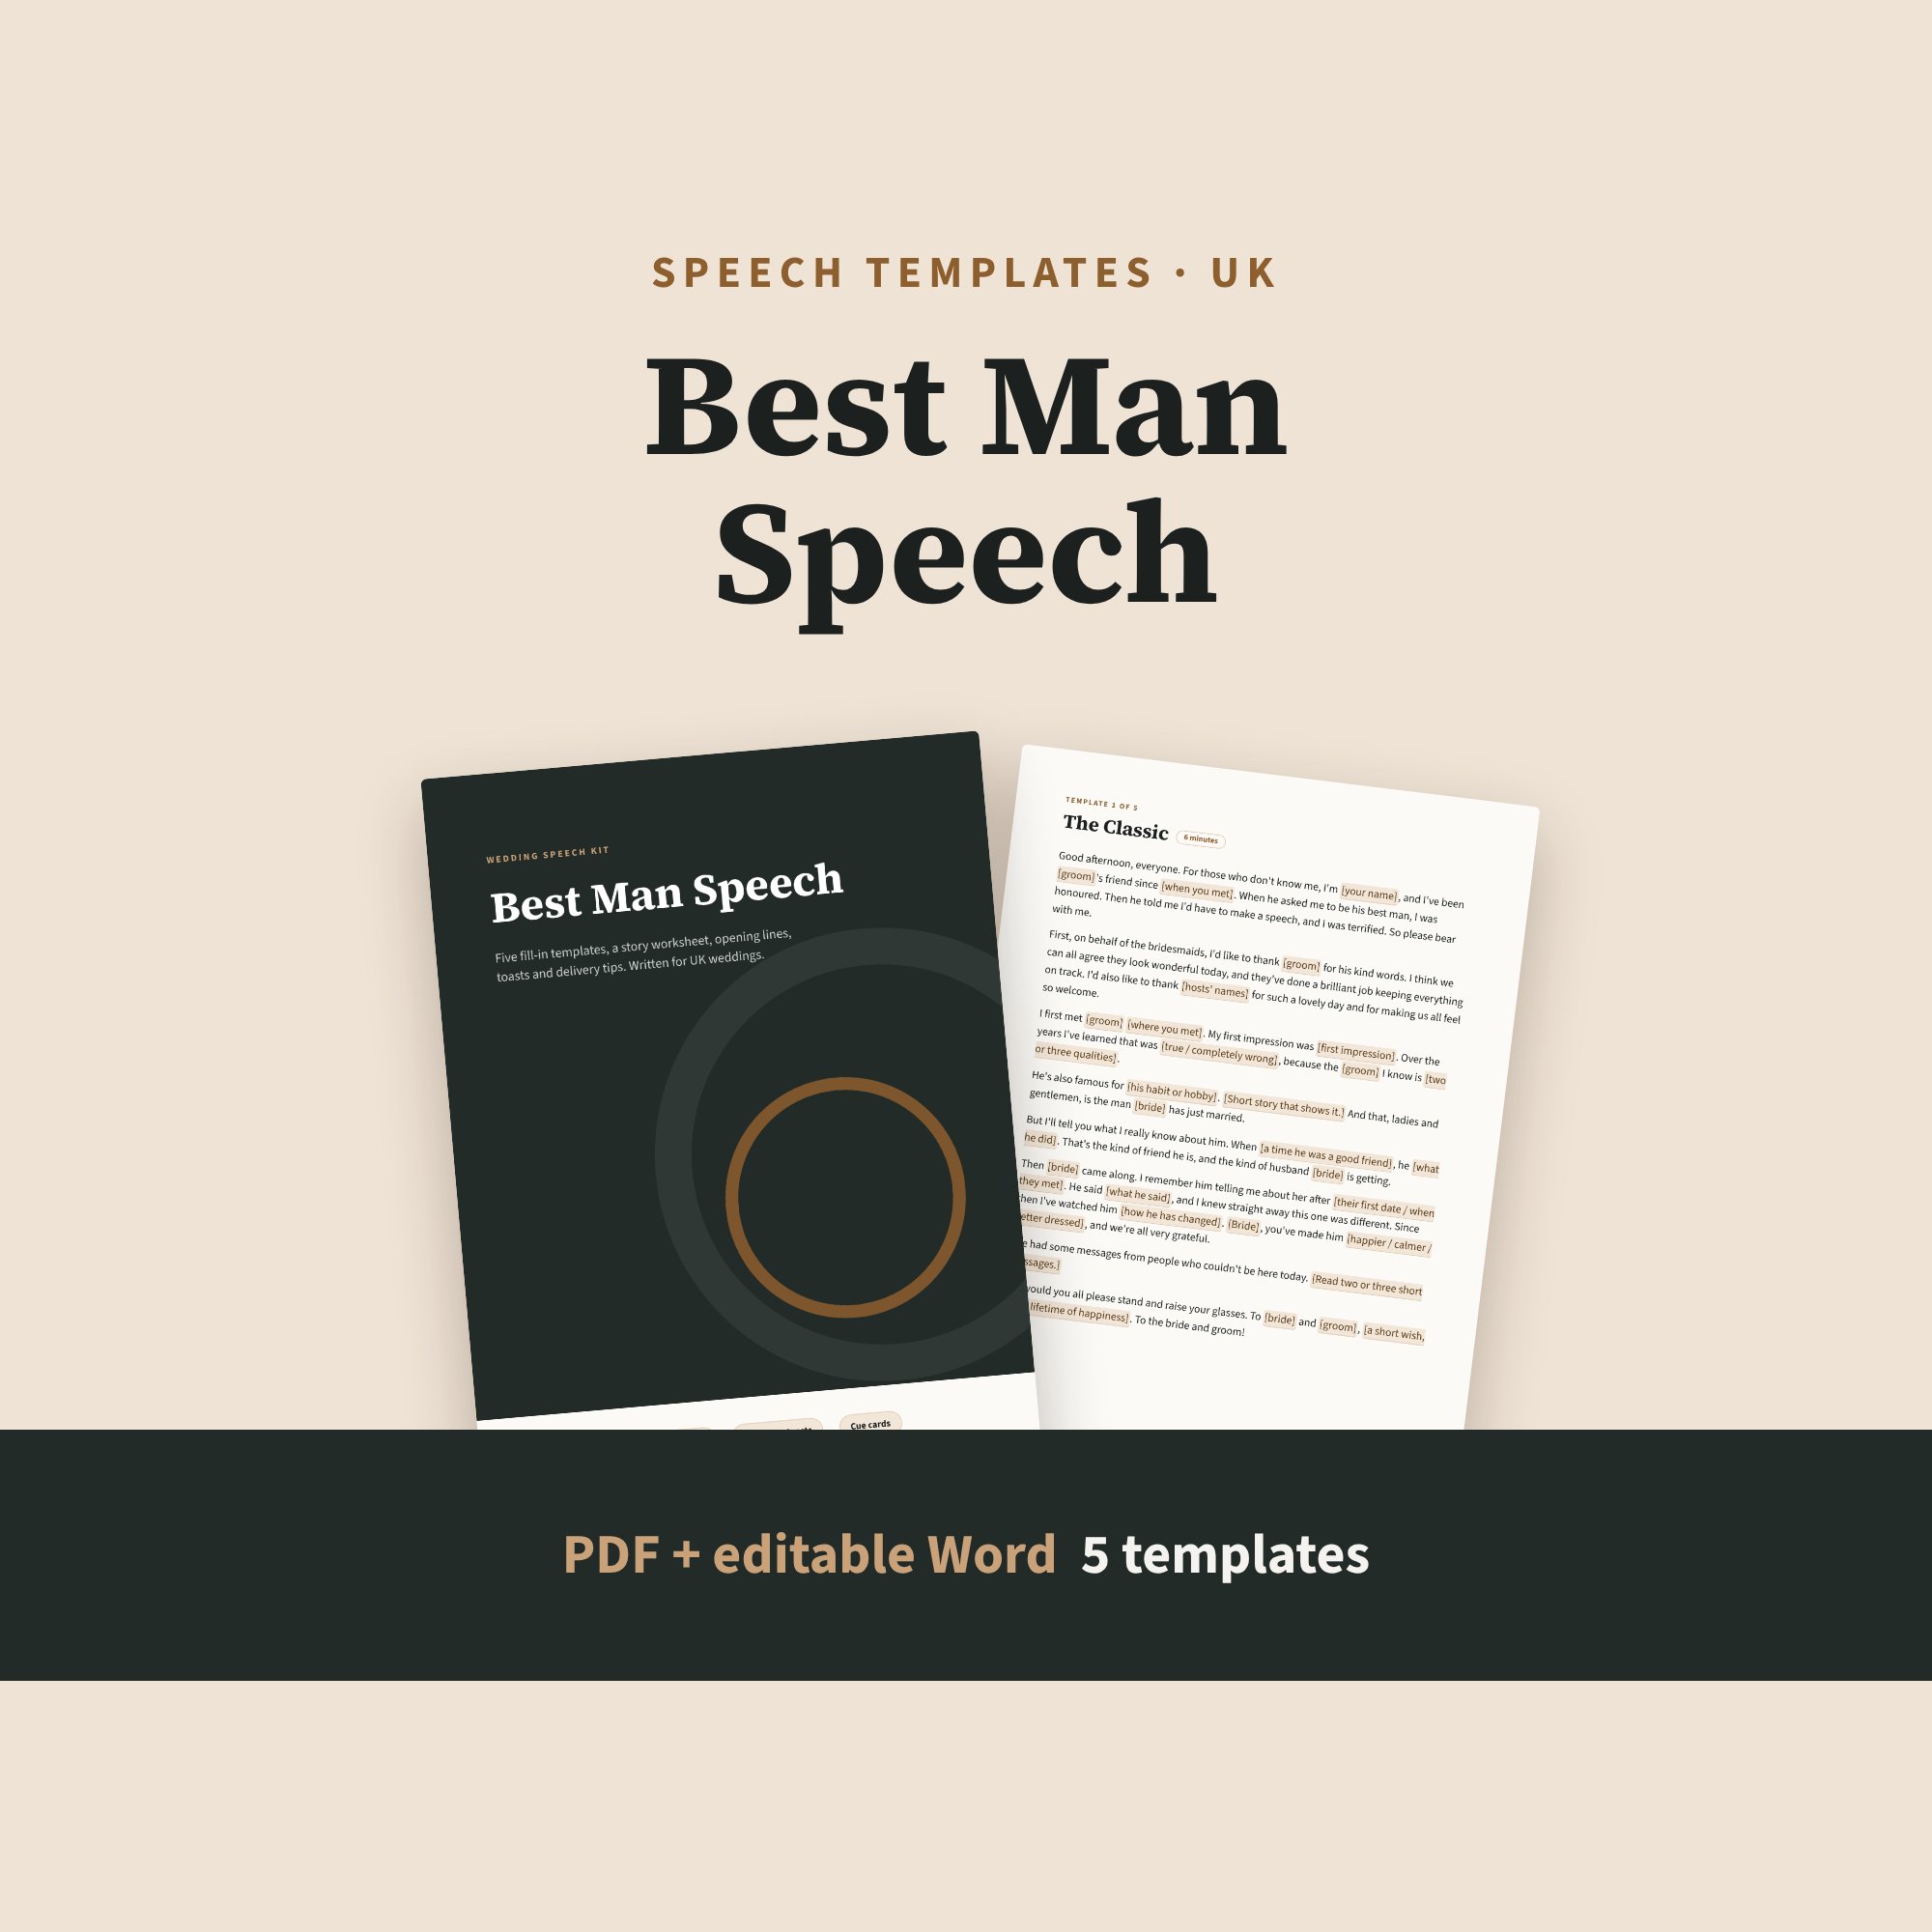 SPEECH TEMPLATES · UK
Best Man
Speech
WEDDING SPEECH KIT
Best Man Speech
Five fill-in templates, a story worksheet, opening lines,
toasts and delivery tips. Written for UK weddings.
Cue cards
TEMPLATE 1 OF 5
The Classic 6 minutes
Good afternoon, everyone. For those who don't know me, I'm [your name], and I've been
[groom]'s friend since [when you met]. When he asked me to be his best man, I was
honoured. Then he told me I'd have to make a speech, and I was terrified. So please bear
with me.
First, on behalf of the bridesmaids, I'd like to thank [groom] for his kind words. I think we
can all agree they look wonderful today, and they've done a brilliant job keeping everything
on track. I'd also like to thank [hosts' names] for such a lovely day and for making us all feel
so welcome.
I first met [groom] [where you met]. My first impression was [first impression]. Over the
years I've learned that was [true / completely wrong], because the [groom] I know is [two
or three qualities].
He's also famous for [his habit or hobby]. [Short story that shows it.] And that, ladies and
gentlemen, is the man [bride] has just married.
But I'll tell you what I really know about him. When [a time he was a good friend], he [what
he did]. That's the kind of friend he is, and the kind of husband [bride] is getting.
Then [bride] came along. I remember him telling me about her after [their first date / when
they met]. He said [what he said], and I knew straight away this one was different. Since
then I've watched him [how he has changed]. [Bride], you've made him [happier / calmer /
etter dressed], and we're all very grateful.
e had some messages from people who couldn't be here today. [Read two or three short
ssages.]
would you all please stand and raise your glasses. To [bride] and [groom], [a short wish,
lifetime of happiness]. To the bride and groom!
PDF + editable Word 5 templates